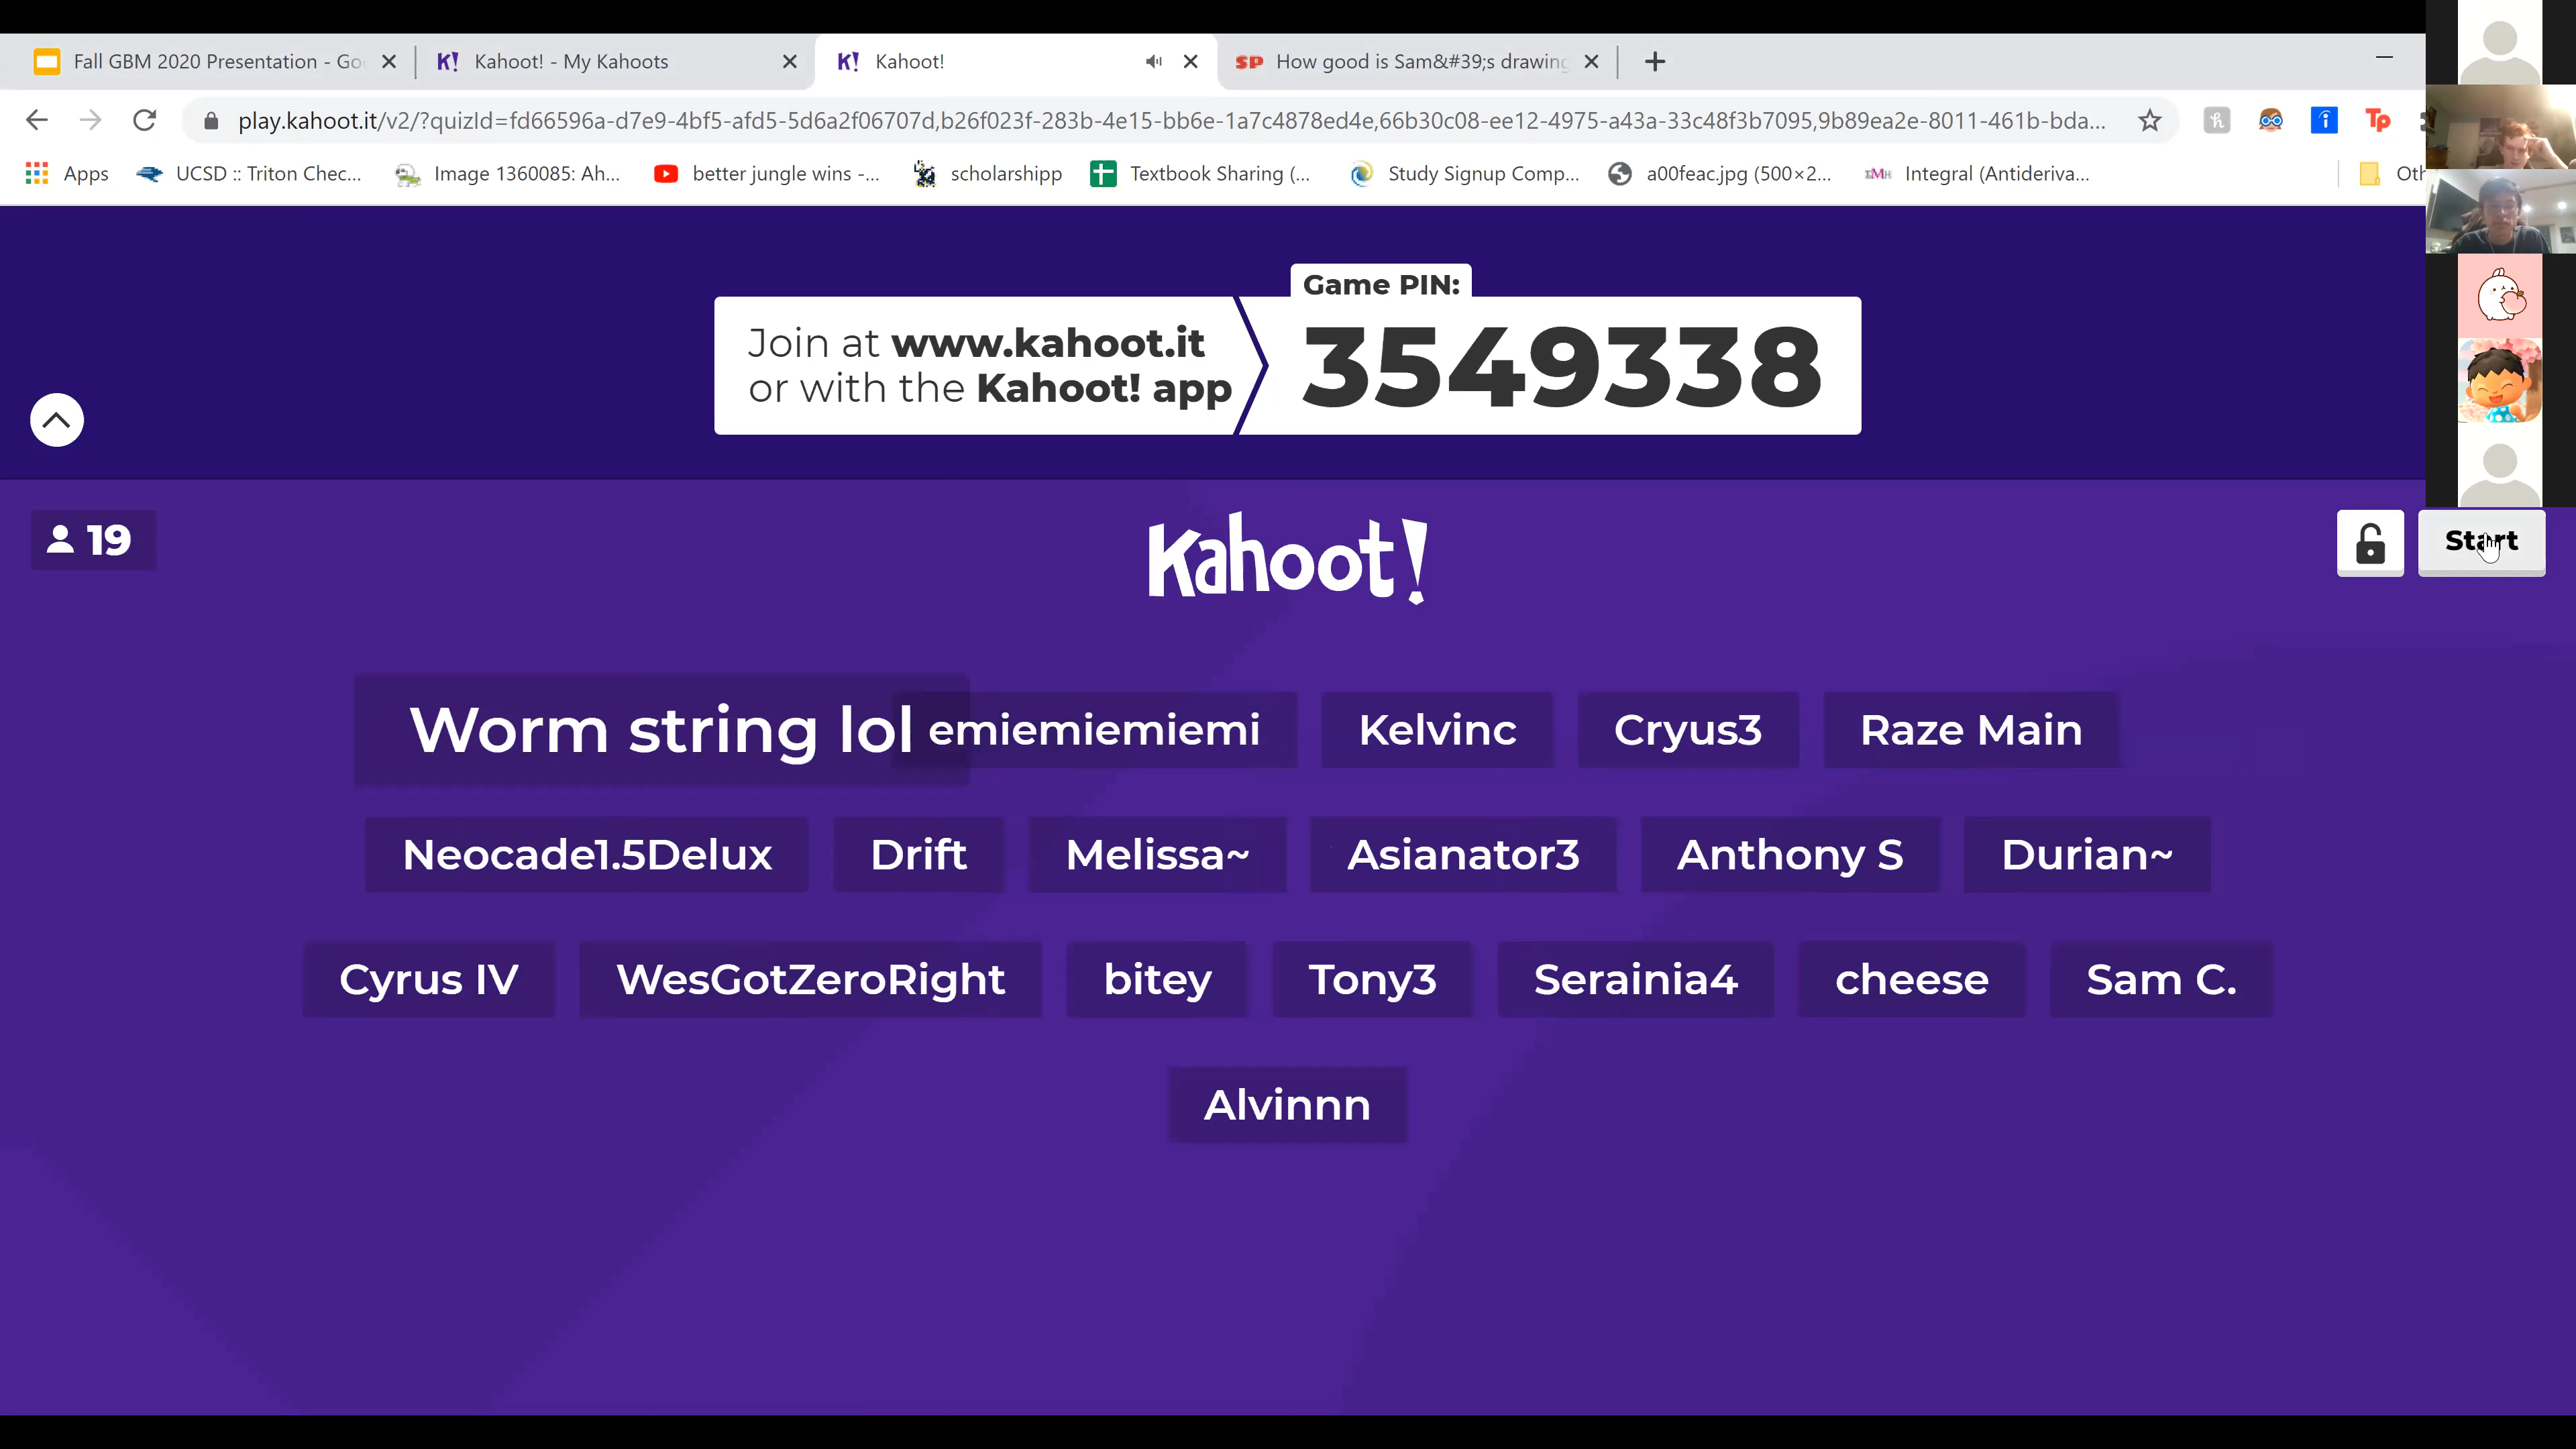 Fall GBM 2020 Presentation - Go
Kahoot! - My Kahoots
Kahoot!
How good is Sam&#39;s drawing
play.kahoot.it/v2/?quizId=fd66596a-d7e9-4bf5-afd5-5d6a2f06707d,b26f023f-283b-4e15-bb6e-1a7c4878ed4e,66b30c08-ee12-4975-a43a-33c48f3b7095,9b89ea2e-8011-461b-bda...
Apps
UCSD :: Triton Chec...
Image 1360085: Ah...
better jungle wins -...
scholarshipp
Textbook Sharing (...
Study Signup Comp...
a00feac.jpg (500×2...
Integral (Antideriva...
Oth
Game PIN:
Join at www.kahoot.it
or with the Kahoot! app
3549338
19
Kahoot!
Start
Worm string lol emiemiemiemi Kelvinc Cryus3 Raze Main
Neocade1.5Delux Drift Melissa~ Asianator3 Anthony S Durian~
Cyrus IV WesGotZeroRight bitey Tony3 Serainia4 cheese Sam C.
Alvinnn